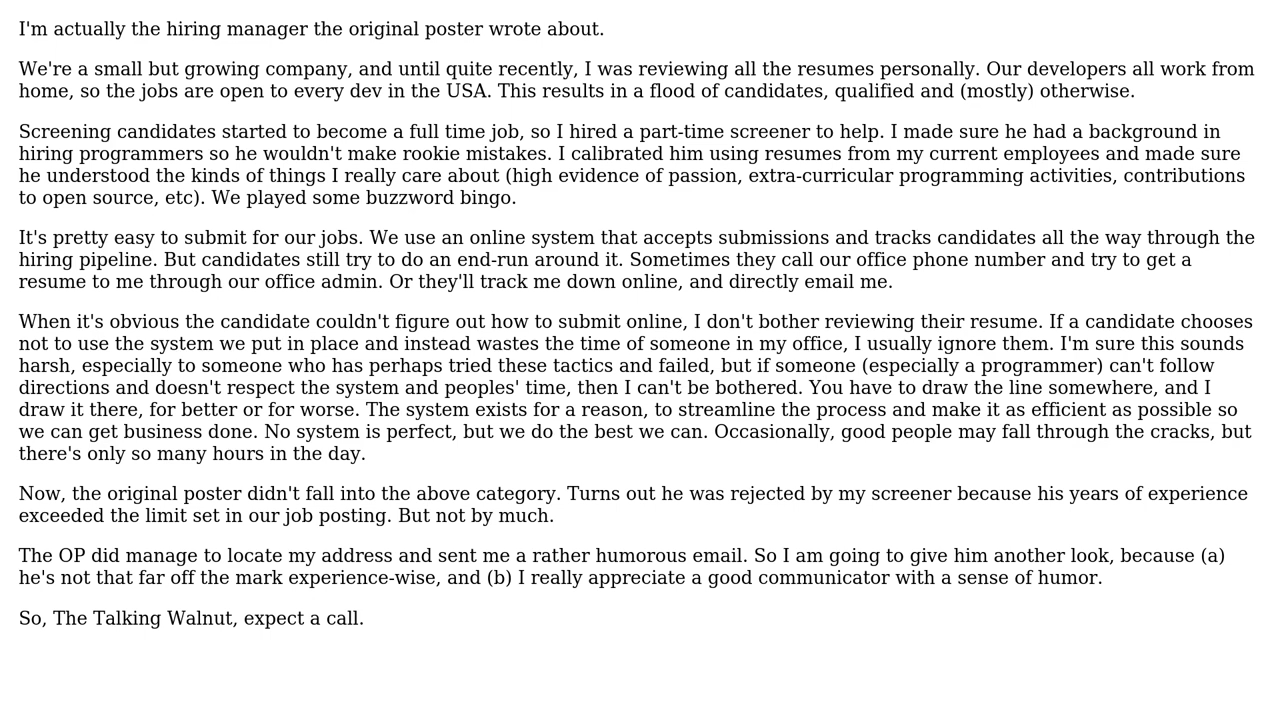 I'm actually the hiring manager the original poster wrote about.
We're a small but growing company, and until quite recently, I was reviewing all the resumes personally. Our developers all work from
home, so the jobs are open to every dev in the USA. This results in a flood of candidates, qualified and (mostly) otherwise.
Screening candidates started to become a full time job, so I hired a part-time screener to help. I made sure he had a background in
hiring programmers so he wouldn't make rookie mistakes. I calibrated him using resumes from my current employees and made sure
he understood the kinds of things I really care about (high evidence of passion, extra-curricular programming activities, contributions
to open source, etc). We played some buzzword bingo.
It's pretty easy to submit for our jobs. We use an online system that accepts submissions and tracks candidates all the way through the
hiring pipeline. But candidates still try to do an end-run around it. Sometimes they call our office phone number and try to get a
resume to me through our office admin. Or they'll track me down online, and directly email me.
When it's obvious the candidate couldn't figure out how to submit online, I don't bother reviewing their resume. If a candidate chooses
not to use the system we put in place and instead wastes the time of someone in my office, I usually ignore them. I'm sure this sounds
harsh, especially to someone who has perhaps tried these tactics and failed, but if someone (especially a programmer) can't follow
directions and doesn't respect the system and peoples' time, then I can't be bothered. You have to draw the line somewhere, and I
draw it there, for better or for worse. The system exists for a reason, to streamline the process and make it as efficient as possible so
we can get business done. No system is perfect, but we do the best we can. Occasionally, good people may fall through the cracks, but
there's only so many hours in the day.
Now, the original poster didn't fall into the above category. Turns out he was rejected by my screener because his years of experience
exceeded the limit set in our job posting. But not by much.
The OP did manage to locate my address and sent me a rather humorous email. So I am going to give him another look, because (a)
he's not that far off the mark experience-wise, and (b) I really appreciate a good communicator with a sense of humor.
So, The Talking Walnut, expect a call.